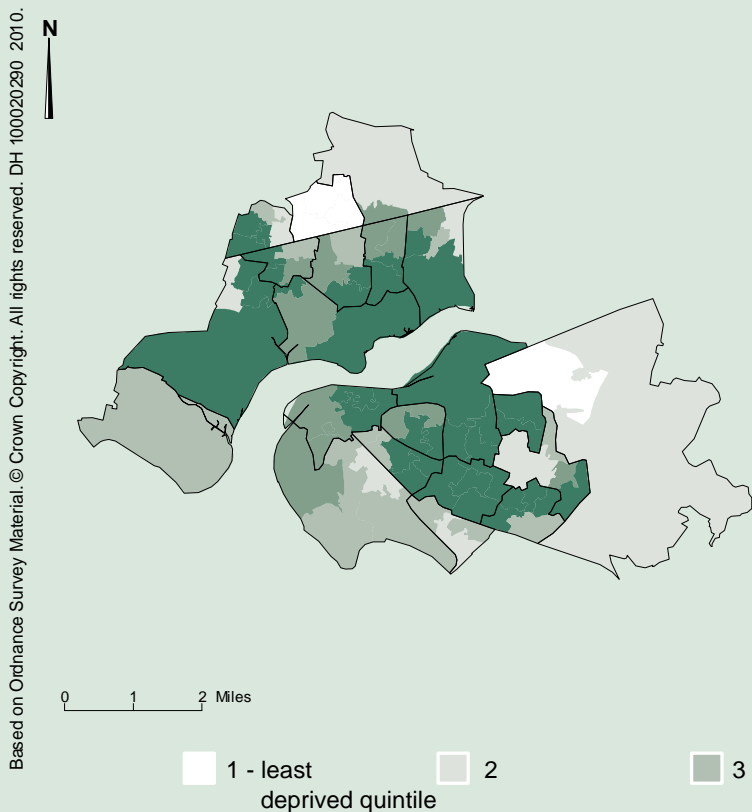 Based on Ordnance Survey Material. © Crown Copyright. All rights reserved. DH 100020290 2010.
N
0 1 2 Miles
1 - least 2 3
deprived quintile